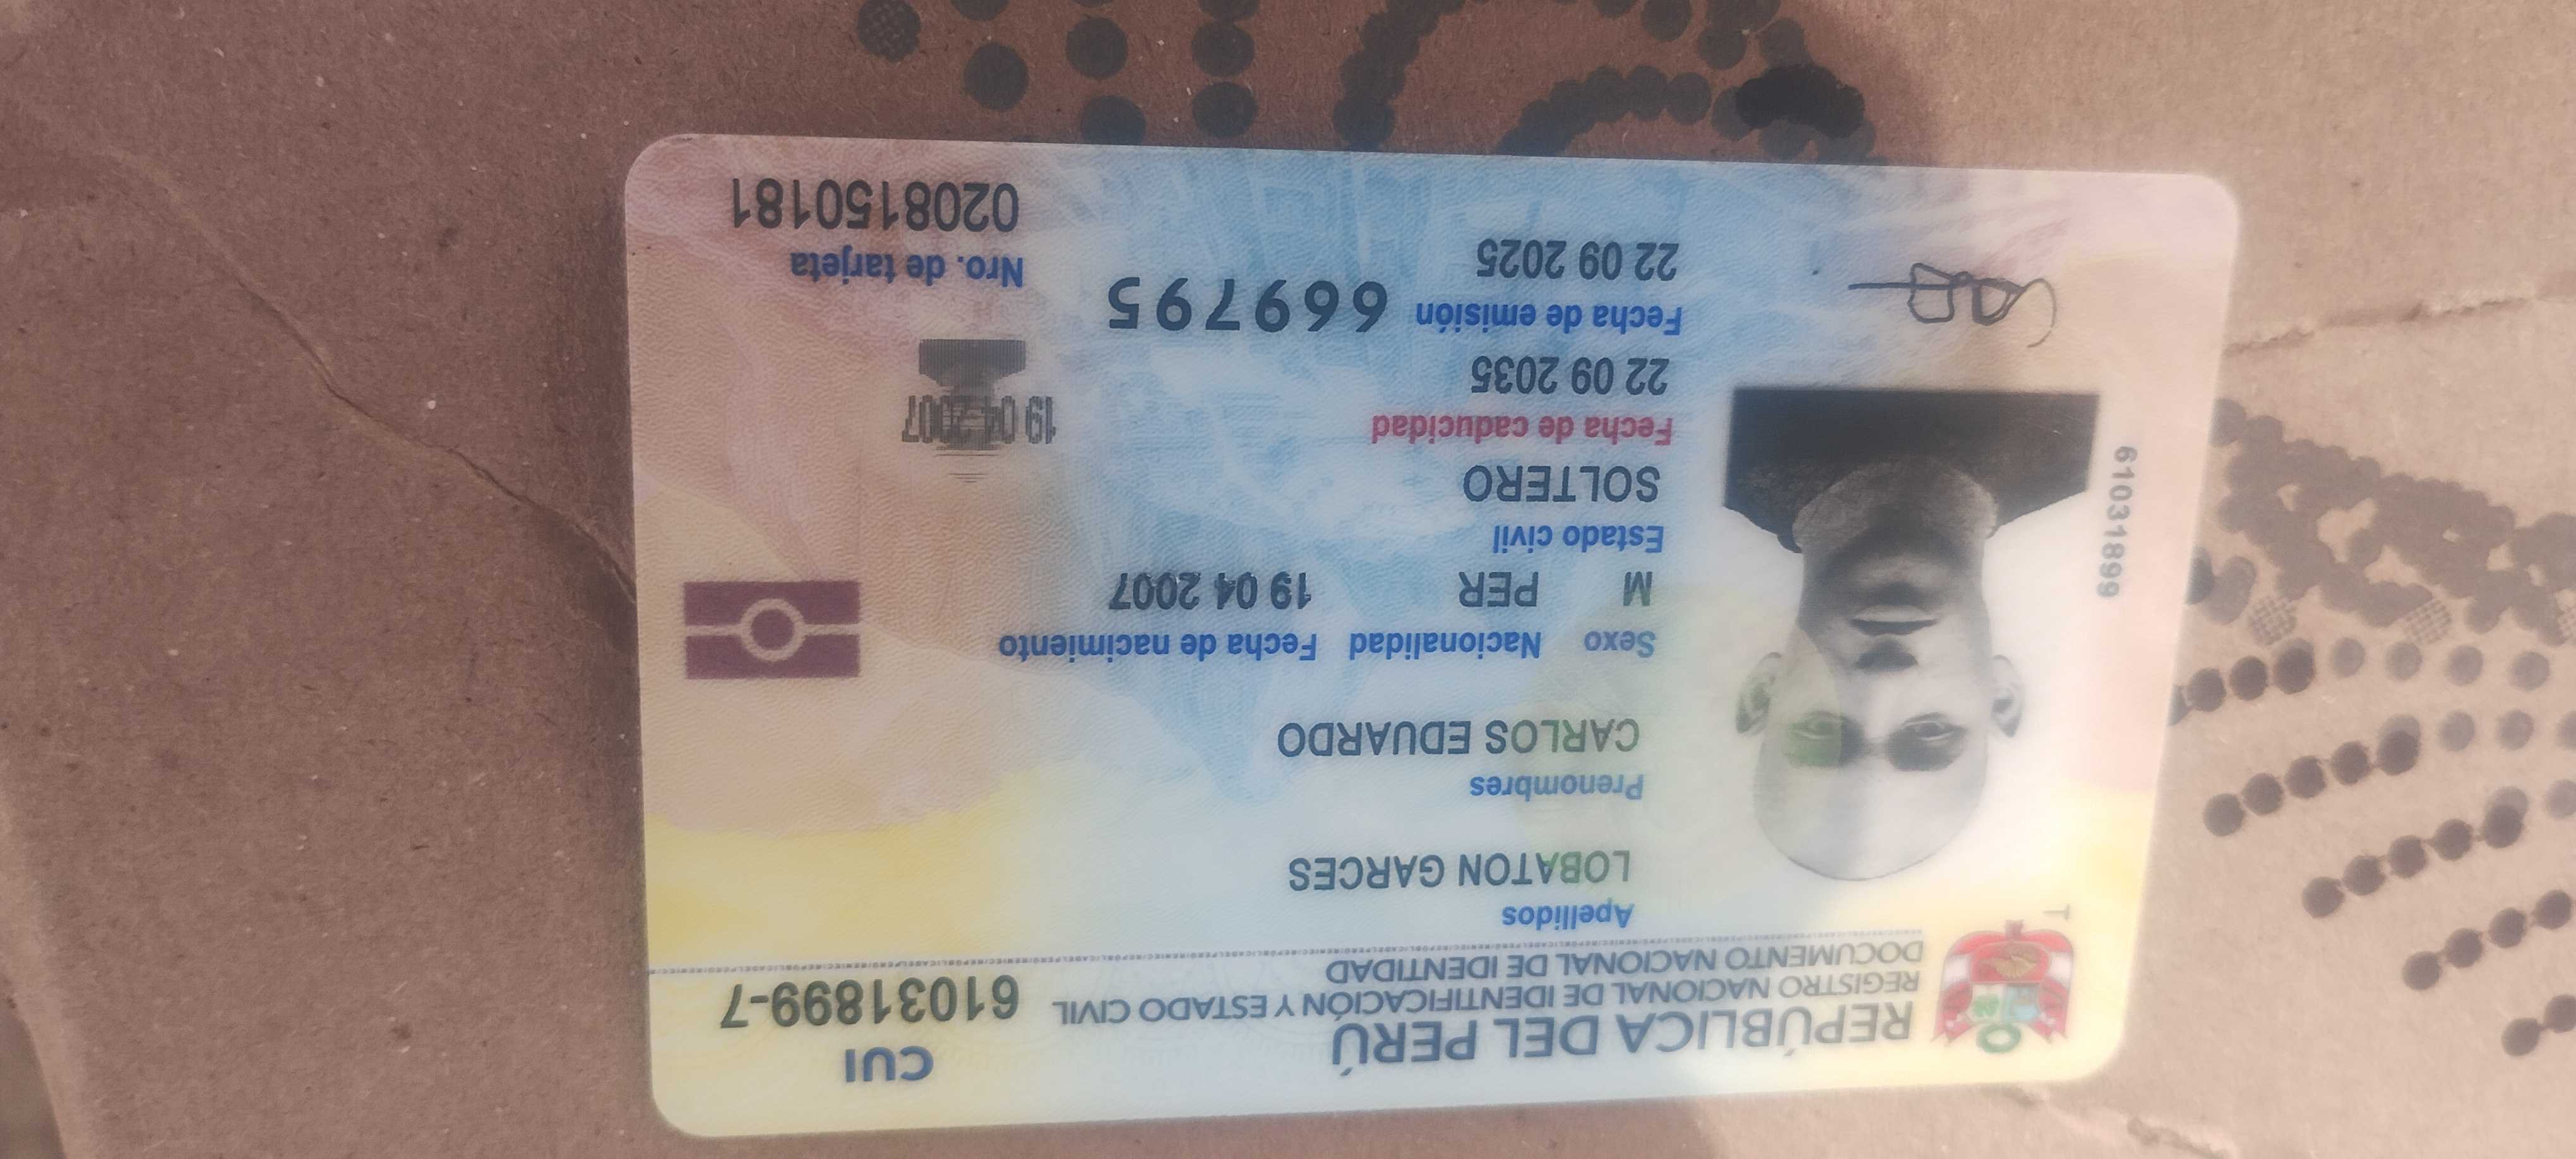 REPÚBLICA DEL PERÚ
REGISTRO NACIONAL DE IDENTIFICACIÓN Y ESTADO CIVIL
DOCUMENTO NACIONAL DE IDENTIDAD
CUI
61031899-7
T
Apellidos
LOBATON GARCES
Prenombres
CARLOS EDUARDO
Sexo Nacionalidad Fecha de nacimiento
M PER 19 04 2007
Estado civil
SOLTERO
Fecha de caducidad
22 09 2035
Fecha de emisión
22 09 2025
669795
61031899
19 04 2007
Nro. de tarjeta
0208150181